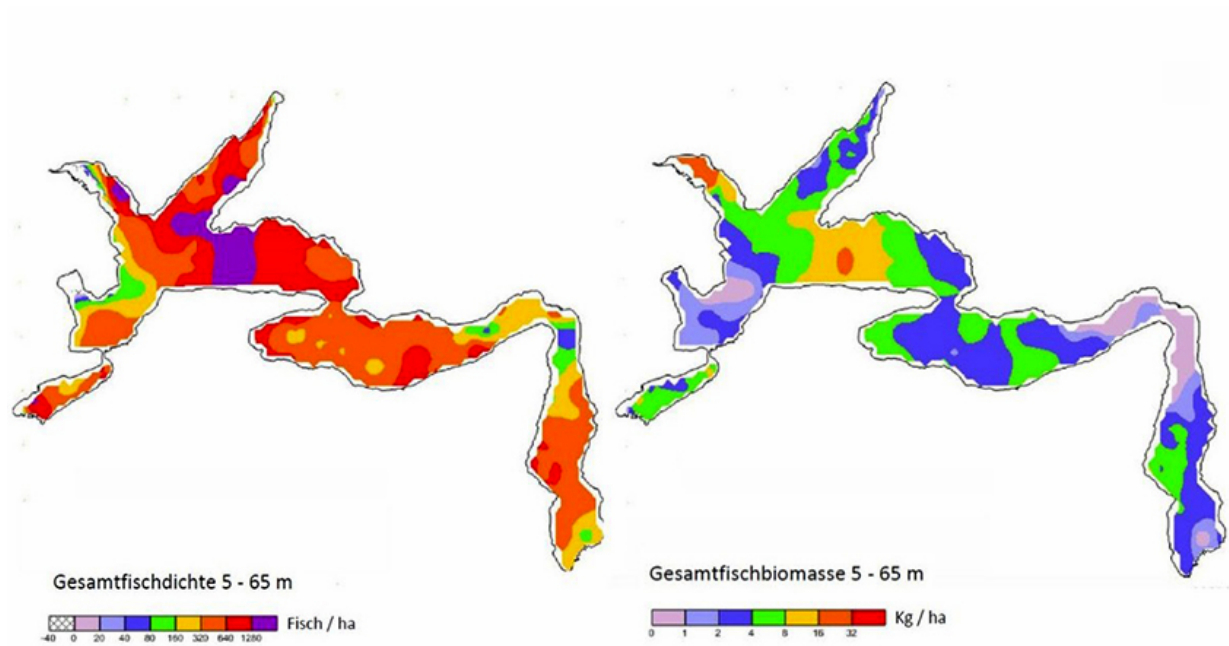 Gesamtfischdichte 5 - 65 m
Fisch / ha
-40 0 20 40 80 160 320 640 1280
Gesamtfischbiomasse 5 - 65 m
Kg / ha
0 1 2 4 8 16 32